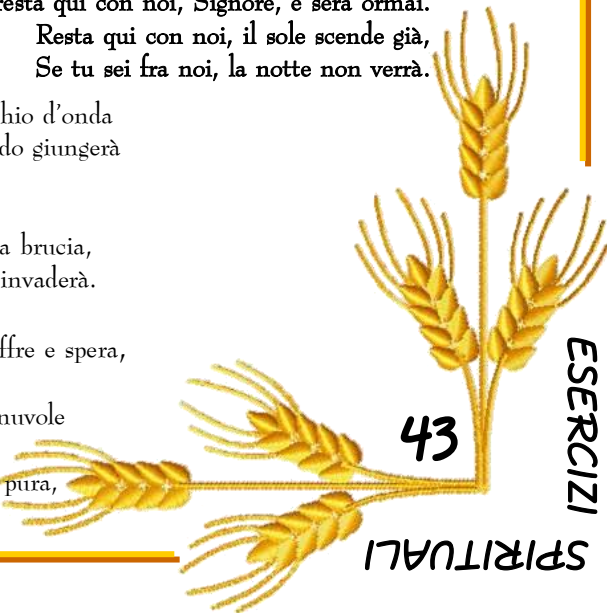 resta qui con noi, Signore, è sera ormai.
Resta qui con noi, il sole scende già,
Se tu sei fra noi, la notte non verrà.
d'onda
giungerà
brucia,
invaderà.
e spera,
nuvole
pura,
43
ESERCIZI
SPIRITUALI